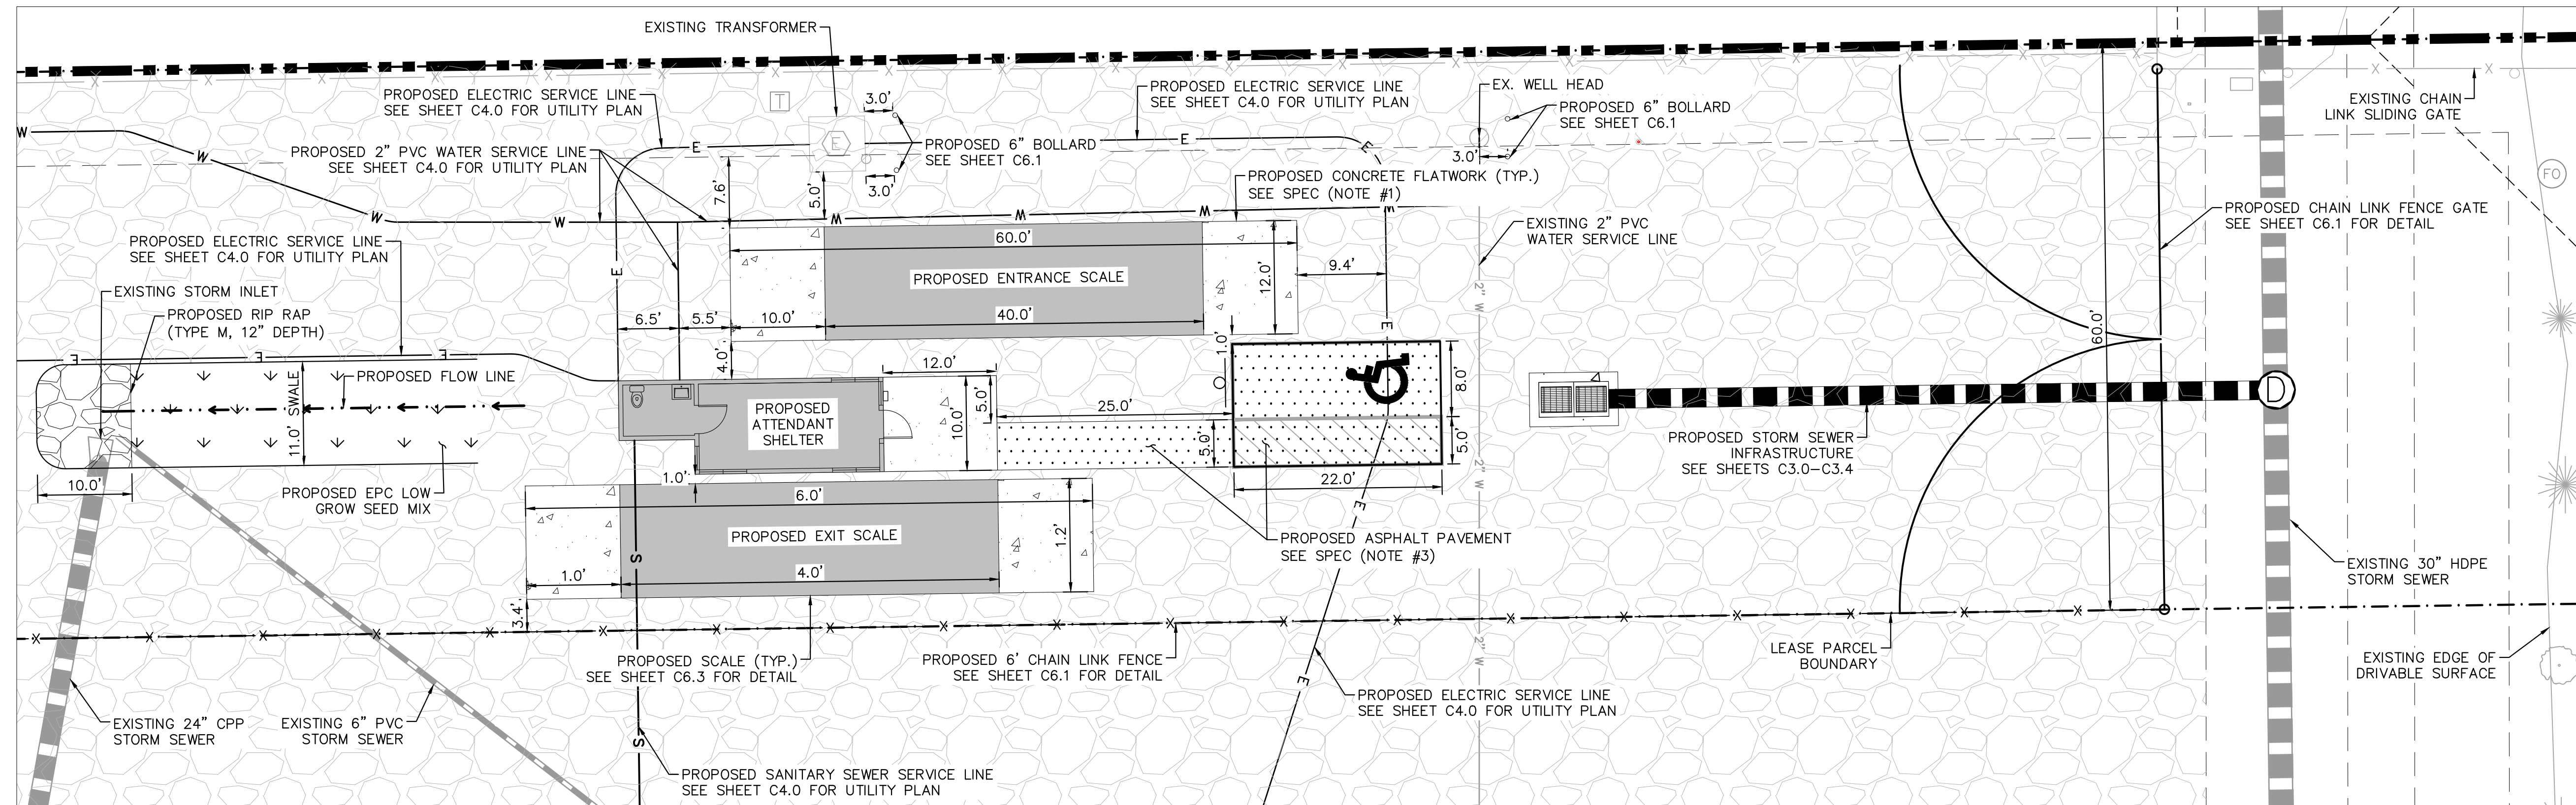 EXISTING TRANSFORMER
PROPOSED ELECTRIC SERVICE LINE
SEE SHEET C4.0 FOR UTILITY PLAN
T
E
3.0'
3.0'
PROPOSED 6" BOLLARD
SEE SHEET C6.1
PROPOSED ELECTRIC SERVICE LINE
SEE SHEET C4.0 FOR UTILITY PLAN
EX. WELL HEAD
PROPOSED 6" BOLLARD
SEE SHEET C6.1
3.0'
EXISTING CHAIN
LINK SLIDING GATE
FO
PROPOSED 2" PVC WATER SERVICE LINE
SEE SHEET C4.0 FOR UTILITY PLAN
7.6'
5.0'
PROPOSED CONCRETE FLATWORK (TYP.)
SEE SPEC (NOTE #1)
EXISTING 2" PVC
WATER SERVICE LINE
PROPOSED CHAIN LINK FENCE GATE
SEE SHEET C6.1 FOR DETAIL
PROPOSED ELECTRIC SERVICE LINE
SEE SHEET C4.0 FOR UTILITY PLAN
60.0'
PROPOSED ENTRANCE SCALE
12.0'
9.4'
6.5'
5.5'
10.0'
40.0'
4.0'
1.0'
60.0'
EXISTING STORM INLET
PROPOSED RIP RAP
(TYPE M, 12" DEPTH)
PROPOSED FLOW LINE
11.0' SWALE
10.0'
PROPOSED EPC LOW
GROW SEED MIX
12.0'
PROPOSED
ATTENDANT
SHELTER
10.0'
5.0'
25.0'
5.0'
8.0'
5.0'
22.0'
1.0'
D
PROPOSED STORM SEWER
INFRASTRUCTURE
SEE SHEETS C3.0-C3.4
6.0'
PROPOSED EXIT SCALE
1.2'
1.0'
4.0'
3.4'
PROPOSED ASPHALT PAVEMENT
SEE SPEC (NOTE #3)
EXISTING 30" HDPE
STORM SEWER
PROPOSED SCALE (TYP.)
SEE SHEET C6.3 FOR DETAIL
PROPOSED 6' CHAIN LINK FENCE
SEE SHEET C6.1 FOR DETAIL
LEASE PARCEL
BOUNDARY
EXISTING EDGE OF
DRIVABLE SURFACE
EXISTING 24" CPP
STORM SEWER
EXISTING 6" PVC
STORM SEWER
PROPOSED ELECTRIC SERVICE LINE
SEE SHEET C4.0 FOR UTILITY PLAN
PROPOSED SANITARY SEWER SERVICE LINE
SEE SHEET C4.0 FOR UTILITY PLAN
W
W
W
W
W
W
W
W
E
E
E
E
E
E
E
E
E
E
E
S
S
2" W
2" W
2" W